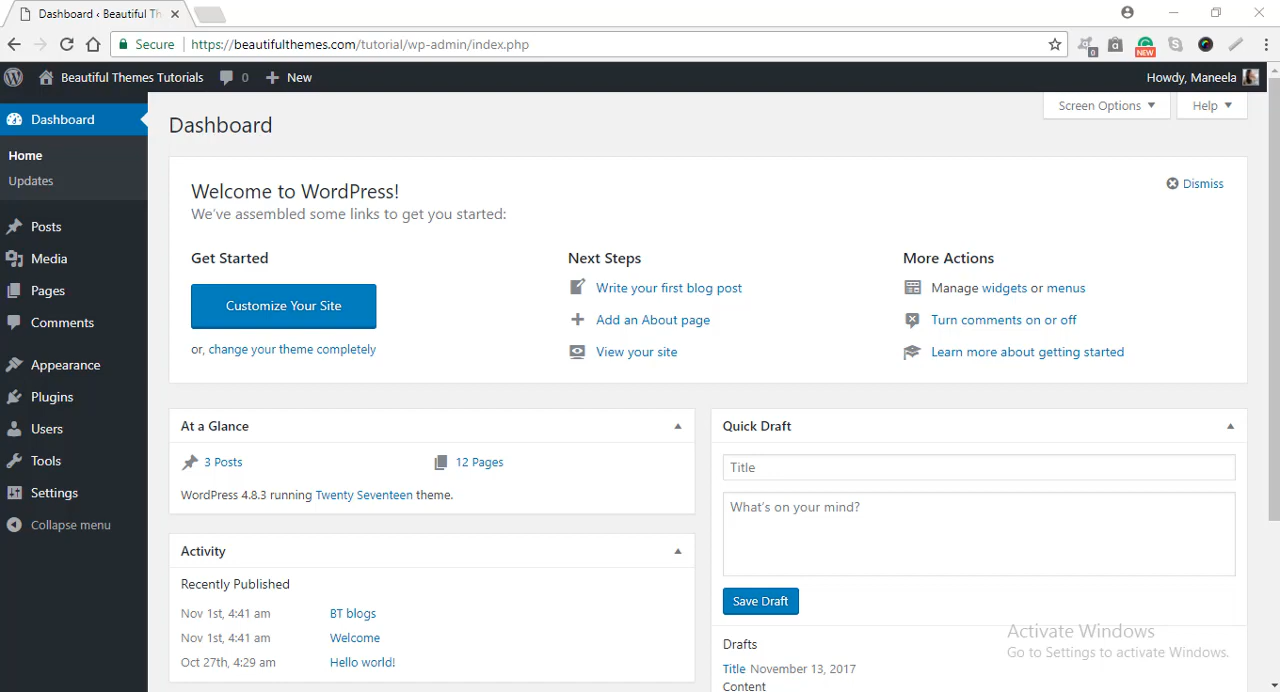 Dashboard ‹ Beautiful Th
Secure | https://beautifulthemes.com/tutorial/wp-admin/index.php
0
NEW
Beautiful Themes Tutorials 0 New
Howdy, Maneela
Dashboard
Home
Updates
Posts
Media
Pages
Comments
Appearance
Plugins
Users
Tools
Settings
Collapse menu
Screen Options ▼
Help ▼
Dashboard
Welcome to WordPress!
We've assembled some links to get you started:
Dismiss
Get Started
Customize Your Site
or, change your theme completely
Next Steps
Write your first blog post
Add an About page
View your site
More Actions
Manage widgets or menus
Turn comments on or off
Learn more about getting started
At a Glance
3 Posts
12 Pages
WordPress 4.8.3 running Twenty Seventeen theme.
Activity
Recently Published
Nov 1st, 4:41 am BT blogs
Nov 1st, 4:41 am Welcome
Oct 27th, 4:29 am Hello world!
Quick Draft
Title
What's on your mind?
Save Draft
Drafts
Title November 13, 2017
Content
Activate Windows
Go to Settings to activate Windows.